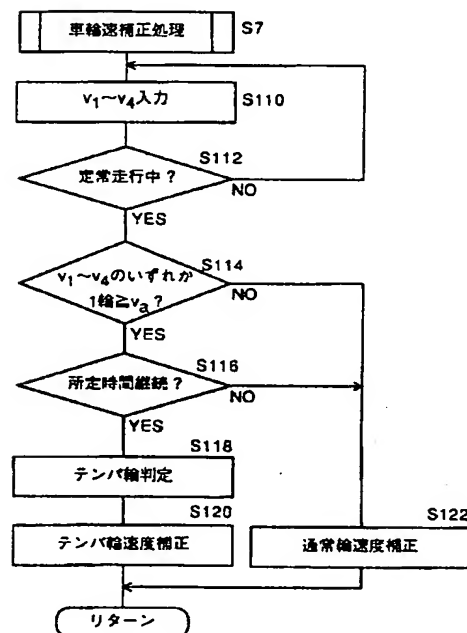 車輪速補正処理
S7
v₁～v₄入力
S110
S112
定常走行中？
NO
YES
S114
v₁～v₄のいずれか
1輪≧vₐ？
NO
YES
S116
所定時間継続？
NO
YES
S118
テンパ輪判定
S120
テンパ輪速度補正
S122
通常輪速度補正
リターン